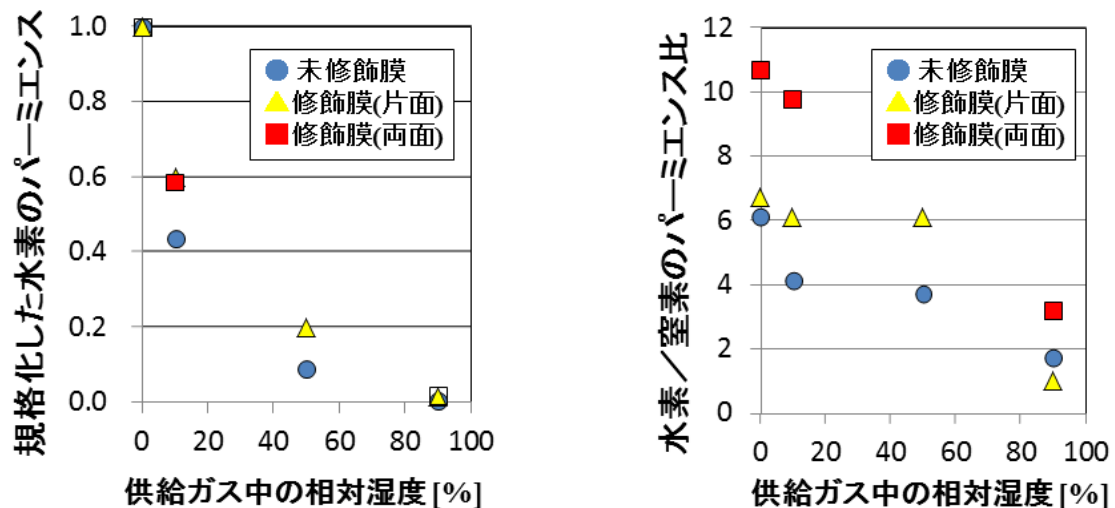 規格化した水素のパーミエンス
1.0
0.8
0.6
0.4
0.2
0.0
0 20 40 60 80 100
供給ガス中の相対湿度 [%]
未修飾膜
修飾膜(片面)
修飾膜(両面)
水素／窒素のパーミエンス比
12
10
8
6
4
2
0
0 20 40 60 80 100
供給ガス中の相対湿度 [%]
未修飾膜
修飾膜(片面)
修飾膜(両面)